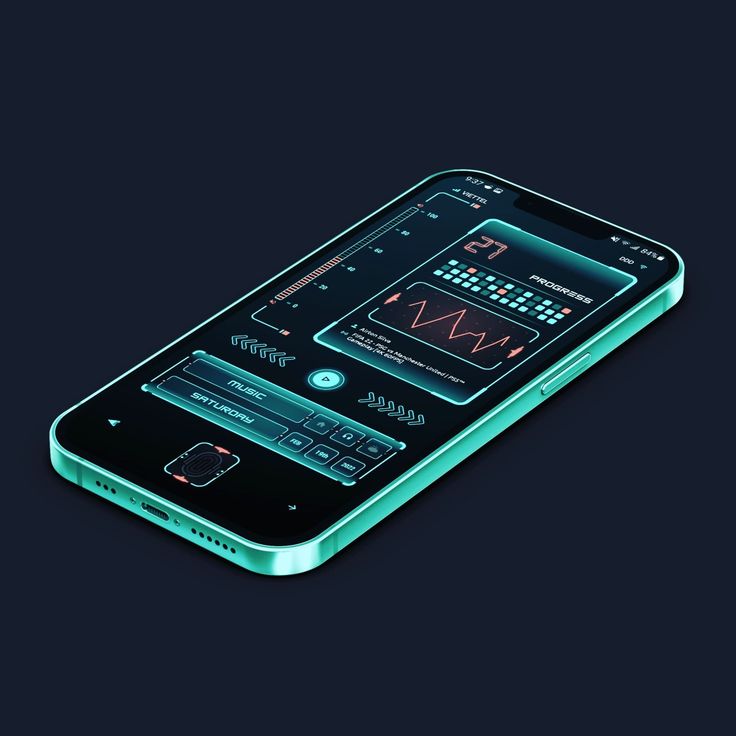 9:37
84%
VIETTEL
DDD
100
80
60
40
20
0
27
PROGRESS
Airton Silva
FIFA 22 - PSG vs Manchester United | PS5™
Gameplay [4K 60FPS]
MUSIC
SATURDAY
FEB
19th
2022